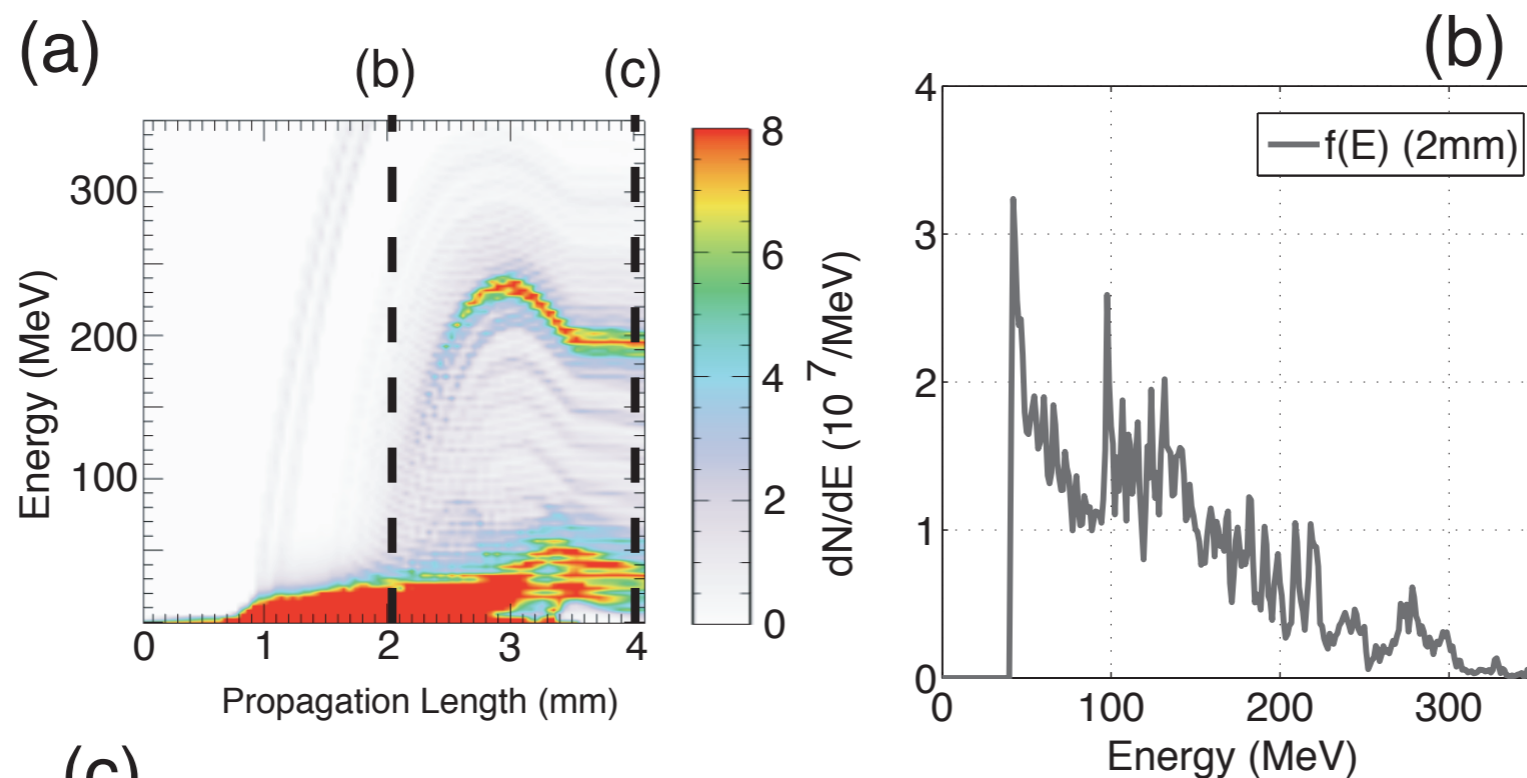 (a)
(b)
(c)
300
200
100
Energy (MeV)
0
1
2
3
4
Propagation Length (mm)
8
6
4
2
0
dN/dE (10 7/MeV)
(b)
4
3
2
1
0
f(E) (2mm)
0
100
200
300
Energy (MeV)
(c)